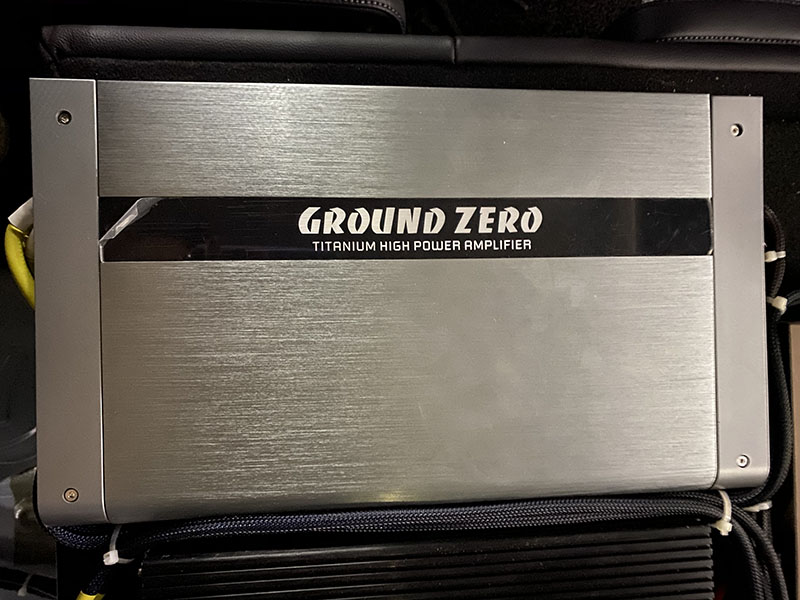 GROUND ZERO
TITANIUM HIGH POWER AMPLIFIER